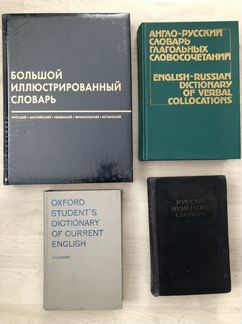 БОЛЬШОЙ
ИЛЛЮСТРИРОВАННЫЙ
СЛОВАРЬ
РУССКИЙ • АНГЛИЙСКИЙ • НЕМЕЦКИЙ • ФРАНЦУЗСКИЙ • ИСПАНСКИЙ
АНГЛО-РУССКИЙ
СЛОВАРЬ
ГЛАГОЛЬНЫХ
СЛОВОСОЧЕТАНИЙ
ENGLISH-RUSSIAN
DICTIONARY
OF VERBAL
COLLOCATIONS
OXFORD
STUDENT'S
DICTIONARY
OF CURRENT
ENGLISH
РУССКО-
НЕМЕЦКИЙ
СЛОВАРЬ